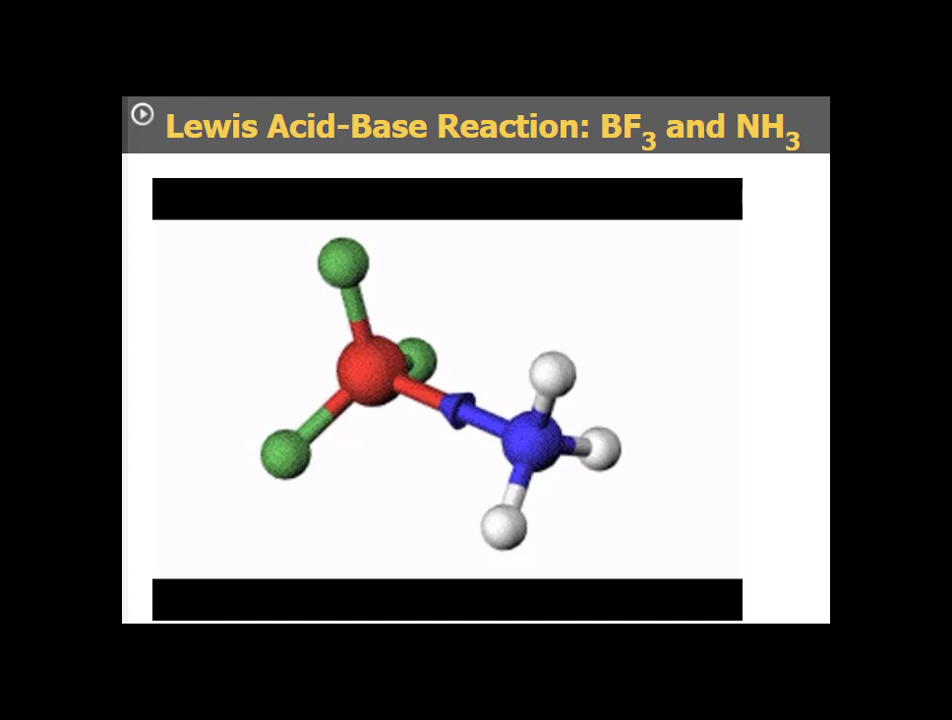 Lewis Acid-Base Reaction: BF₃ and NH₃